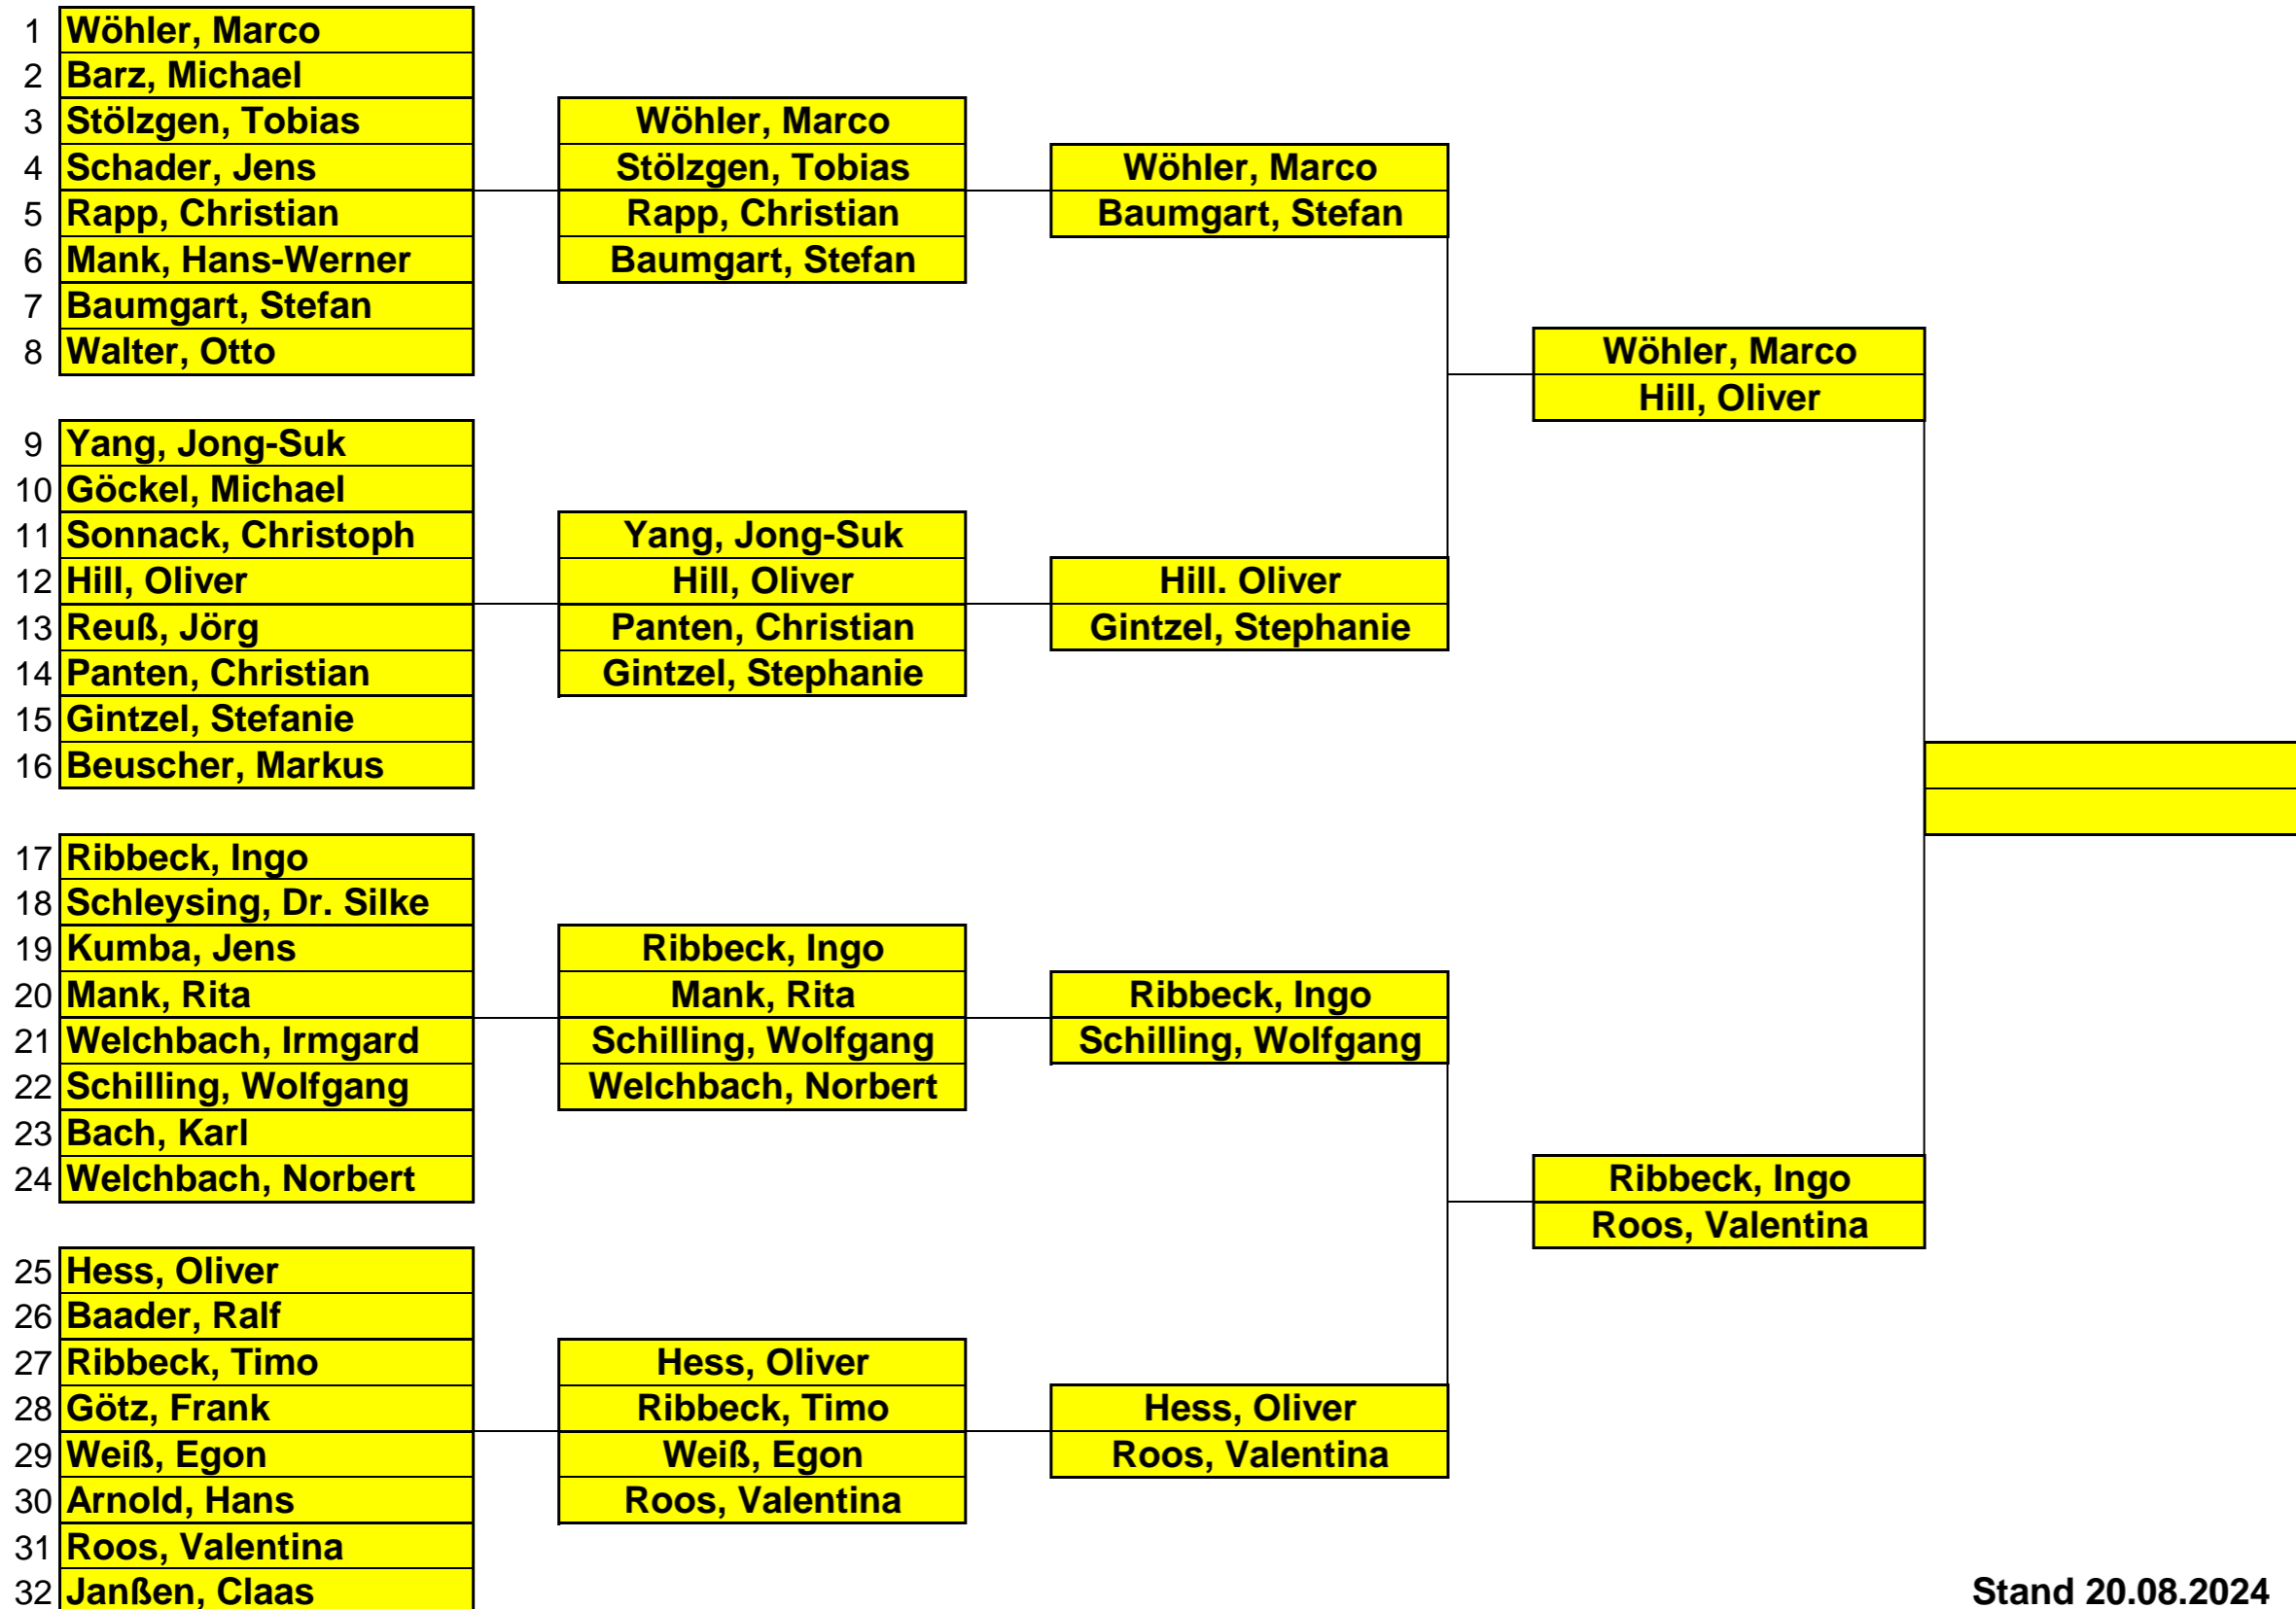 1 Wöhler, Marco
2 Barz, Michael
3 Stölzgen, Tobias
4 Schader, Jens
5 Rapp, Christian
6 Mank, Hans-Werner
7 Baumgart, Stefan
8 Walter, Otto
9 Yang, Jong-Suk
10 Göckel, Michael
11 Sonnack, Christoph
12 Hill, Oliver
13 Reuß, Jörg
14 Panten, Christian
15 Gintzel, Stefanie
16 Beuscher, Markus
17 Ribbeck, Ingo
18 Schleysing, Dr. Silke
19 Kumba, Jens
20 Mank, Rita
21 Welchbach, Irmgard
22 Schilling, Wolfgang
23 Bach, Karl
24 Welchbach, Norbert
25 Hess, Oliver
26 Baader, Ralf
27 Ribbeck, Timo
28 Götz, Frank
29 Weiß, Egon
30 Arnold, Hans
31 Roos, Valentina
32 Janßen, Claas
Wöhler, Marco
Stölzgen, Tobias
Rapp, Christian
Baumgart, Stefan
Yang, Jong-Suk
Hill, Oliver
Panten, Christian
Gintzel, Stephanie
Ribbeck, Ingo
Mank, Rita
Schilling, Wolfgang
Welchbach, Norbert
Hess, Oliver
Ribbeck, Timo
Weiß, Egon
Roos, Valentina
Wöhler, Marco
Baumgart, Stefan
Hill. Oliver
Gintzel, Stephanie
Ribbeck, Ingo
Schilling, Wolfgang
Hess, Oliver
Roos, Valentina
Wöhler, Marco
Hill, Oliver
Ribbeck, Ingo
Roos, Valentina
Stand 20.08.2024